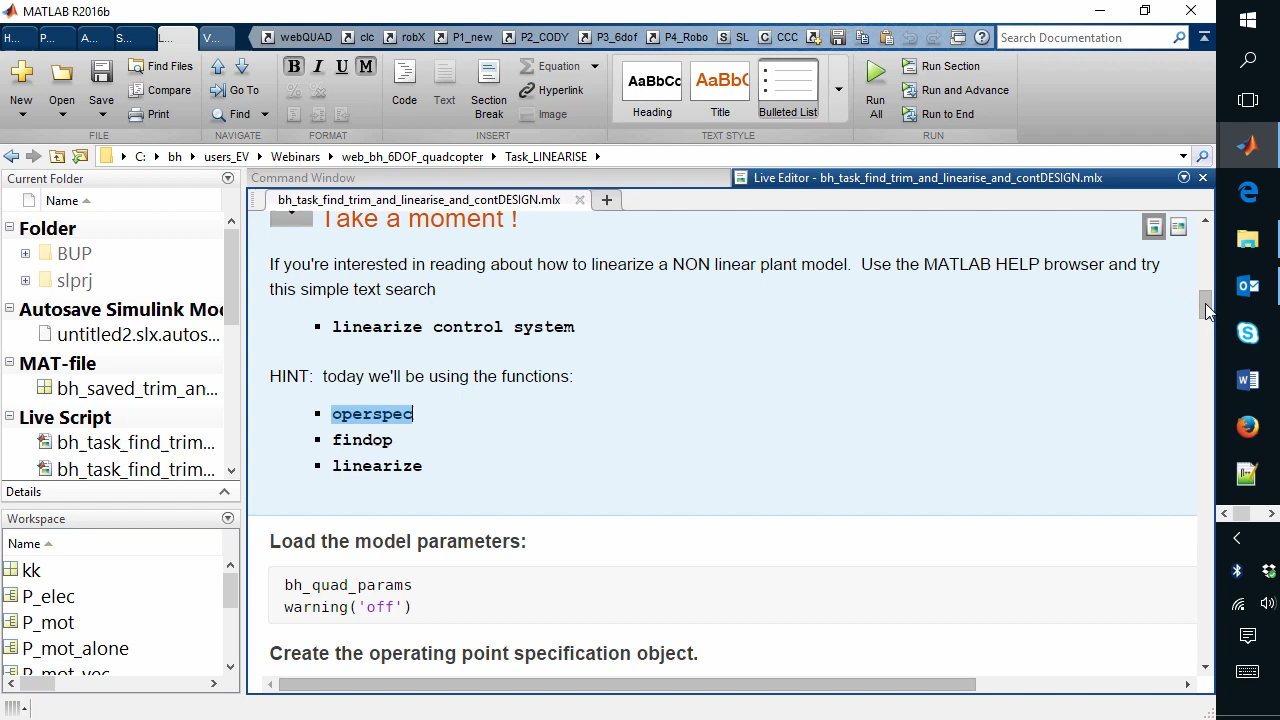 MATLAB R2016b
H... P... A... S... L... V... webQUAD clc robX P1_new P2_CODY P3_6dof P4_Robo SL CCC Search Documentation
New Open Save Find Files Compare Print
Go To Find
B I U M
Code Text Section Break
Equation Hyperlink Image
AaBbCc Heading AaBbC Title Bulleted List
Run All Run Section Run and Advance Run to End
FILE NAVIGATE FORMAT INSERT TEXT STYLE RUN
C: bh users_EV Webinars web_bh_6DOF_quadcopter Task_LINEARISE
Current Folder
Name
Folder
BUP
slprj
Autosave Simulink Mo
untitled2.slx.autos...
MAT-file
bh_saved_trim_an...
Live Script
bh_task_find_trim...
bh_task_find_trim...
Details
Workspace
Name
kk
P_elec
P_mot
P_mot_alone
P_mot_vec
Command Window
Live Editor - bh_task_find_trim_and_linearise_and_contDESIGN.mlx
bh_task_find_trim_and_linearise_and_contDESIGN.mlx
Take a moment !
If you're interested in reading about how to linearize a NON linear plant model. Use the MATLAB HELP browser and try
this simple text search
linearize control system
HINT: today we'll be using the functions:
operspec
findop
linearize
Load the model parameters:
bh_quad_params
warning('off')
Create the operating point specification object.